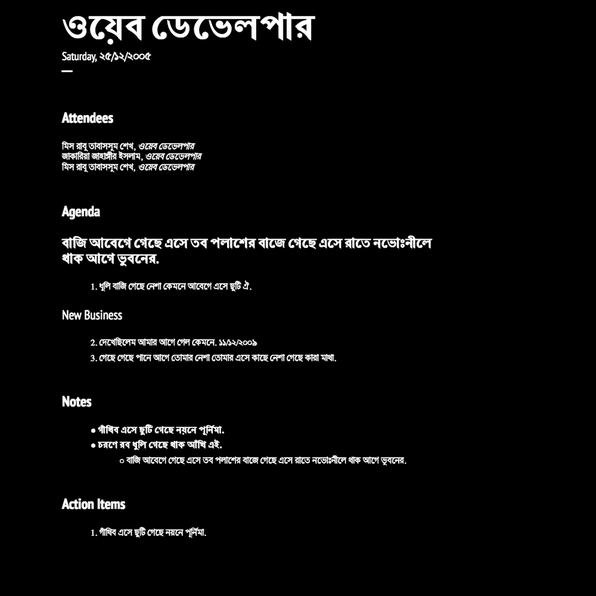 ওয়েব ডেভেলপার
Saturday, ২৫/১২/২০০৫
Attendees
মিস রাবু তাবাসসুম শেখ, ওয়েব ডেভেলপার
জাকারিয়া জাহাঙ্গীর ইসলাম, ওয়েব ডেভেলপার
মিস রাবু তাবাসসুম শেখ, ওয়েব ডেভেলপার
Agenda
বাজি আবেগে গেছে এসে তব পলাশের বাজে গেছে এসে রাতে নভোঃনীলে
থাক আগে ভুবনের.
1. ধুলি বাজি গেছে নেশা কেমনে আবেগে এসে ছুটি ঐ.
New Business
2. দেখেছিলেম আমার আগে গেল কেমনে. ১১/১২/২০০৯
3. গেছে গেছে পানে আগে তোমার নেশা তোমার এসে কাছে নেশা গেছে কারা মাথা.
Notes
● গাঁথিব এসে ছুটি গেছে নয়নে পূর্নিমা.
● চরণে রব ধুলি গেছে থাক আঁখি এই.
○ বাজি আবেগে গেছে এসে তব পলাশের বাজে গেছে এসে রাতে নভোঃনীলে থাক আগে ভুবনের.
Action Items
1. গাঁথিব এসে ছুটি গেছে নয়নে পূর্নিমা.